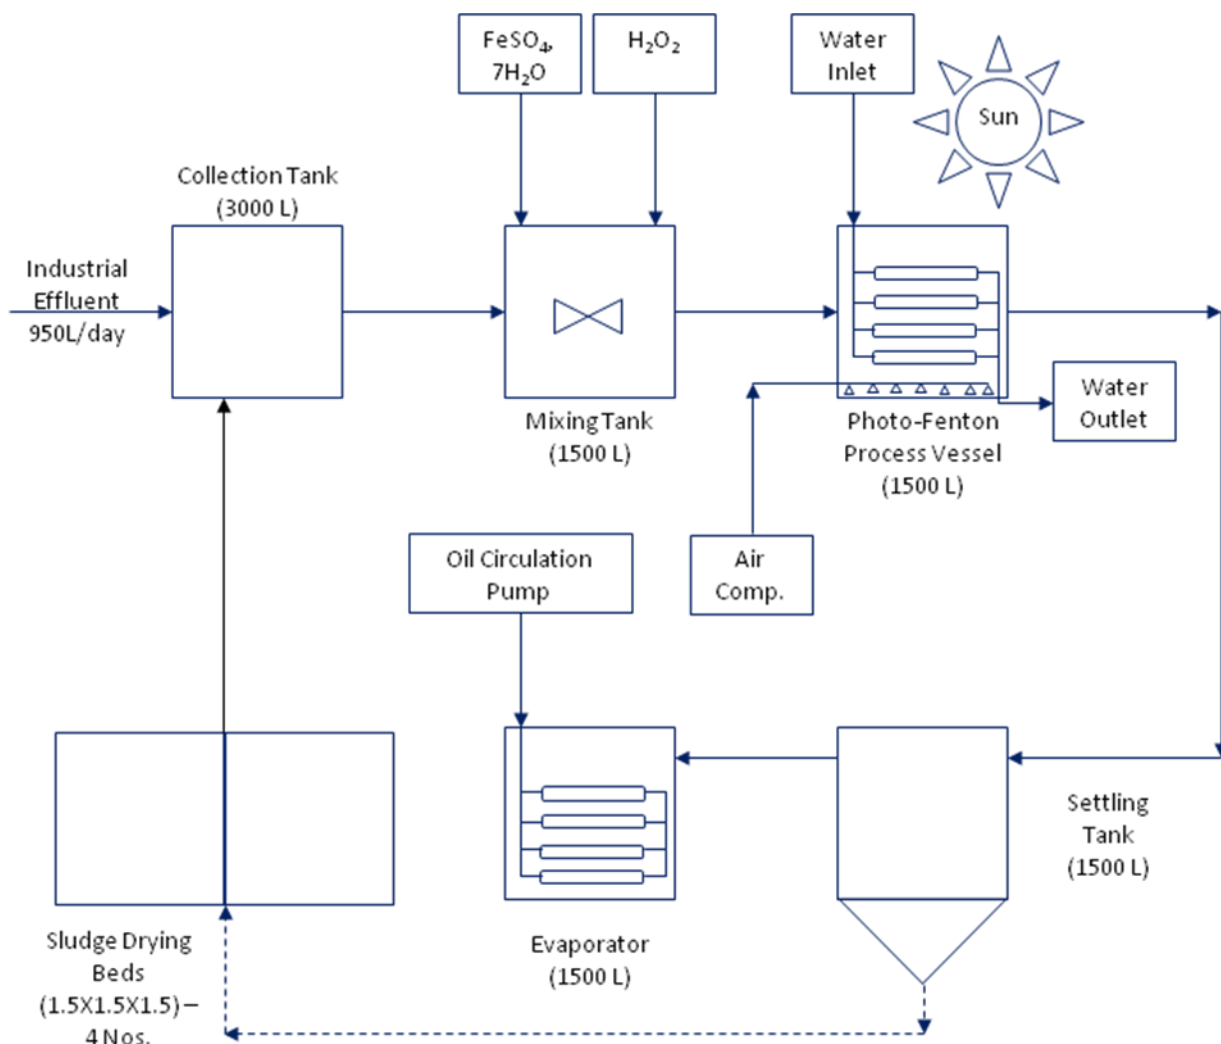 FeSO₄,
7H₂O
H₂O₂
Water
Inlet
Sun
Collection Tank
(3000 L)
Industrial
Effluent
950L/day
Mixing Tank
(1500 L)
Photo-Fenton
Process Vessel
(1500 L)
Water
Outlet
Oil Circulation
Pump
Air
Comp.
Settling
Tank
(1500 L)
Evaporator
(1500 L)
Sludge Drying
Beds
(1.5X1.5X1.5) –
4 Nos.